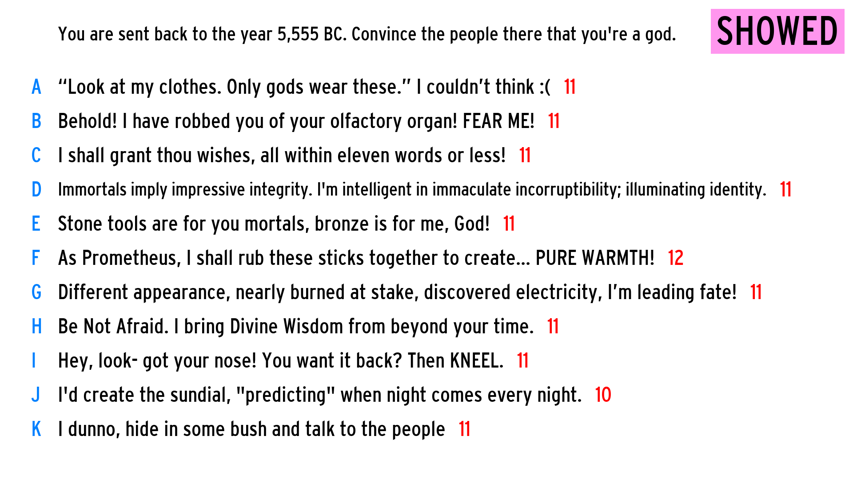 You are sent back to the year 5,555 BC. Convince the people there that you're a god. SHOWED
A “Look at my clothes. Only gods wear these.” I couldn’t think :( 11
B Behold! I have robbed you of your olfactory organ! FEAR ME! 11
C I shall grant thou wishes, all within eleven words or less! 11
D Immortals imply impressive integrity. I'm intelligent in immaculate incorruptibility; illuminating identity. 11
E Stone tools are for you mortals, bronze is for me, God! 11
F As Prometheus, I shall rub these sticks together to create... PURE WARMTH! 12
G Different appearance, nearly burned at stake, discovered electricity, I’m leading fate! 11
H Be Not Afraid. I bring Divine Wisdom from beyond your time. 11
I Hey, look- got your nose! You want it back? Then KNEEL. 11
J I'd create the sundial, "predicting" when night comes every night. 10
K I dunno, hide in some bush and talk to the people 11